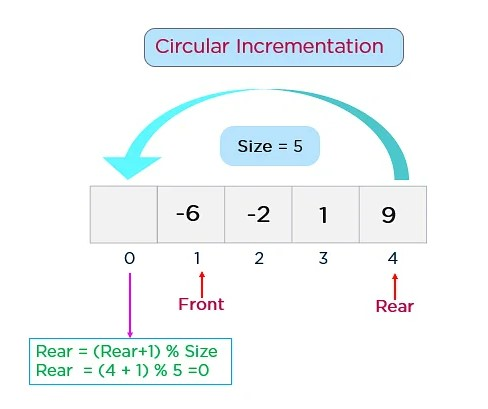 Circular Incrementation
Size = 5
-6 -2 1 9
0 1 2 3 4
Front Rear
Rear = (Rear+1) % Size
Rear = (4 + 1) % 5 =0